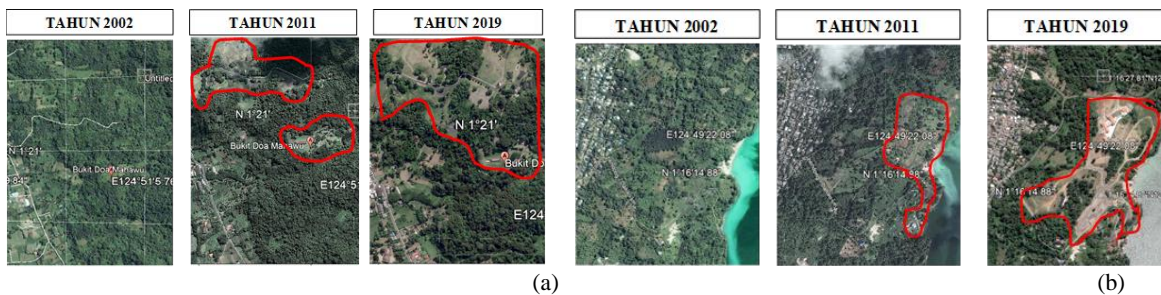 TAHUN 2002
TAHUN 2011
TAHUN 2019
TAHUN 2002
TAHUN 2011
TAHUN 2019
Untitled
N 1°21'
Bukit Doa Mahawu
E124°51'5 76
N 1°21'
Bukit Doa Mahawu
E124°5
N 1°21'
Bukit Do
E124
E124°49'22 08"
N 1°16'14 88"
E124°49'22 08"
N 1°16'14 98"
E124°49'22 08"
N 1°16'14 88"
(a)
(b)